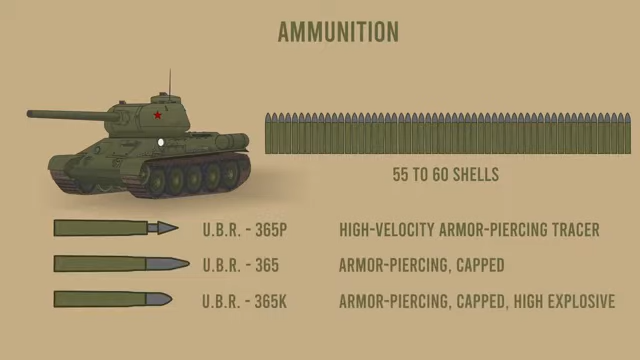 AMMUNITION
55 TO 60 SHELLS
U.B.R. - 365P HIGH-VELOCITY ARMOR-PIERCING TRACER
U.B.R. - 365 ARMOR-PIERCING, CAPPED
U.B.R. - 365K ARMOR-PIERCING, CAPPED, HIGH EXPLOSIVE